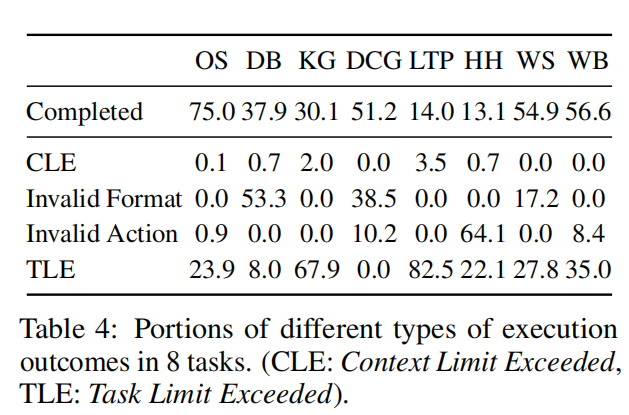 OS DB KG DCG LTP HH WS WB
Completed 75.0 37.9 30.1 51.2 14.0 13.1 54.9 56.6
CLE 0.1 0.7 2.0 0.0 3.5 0.7 0.0 0.0
Invalid Format 0.0 53.3 0.0 38.5 0.0 0.0 17.2 0.0
Invalid Action 0.9 0.0 0.0 10.2 0.0 64.1 0.0 8.4
TLE 23.9 8.0 67.9 0.0 82.5 22.1 27.8 35.0
Table 4: Portions of different types of execution
outcomes in 8 tasks. (CLE: Context Limit Exceeded,
TLE: Task Limit Exceeded).